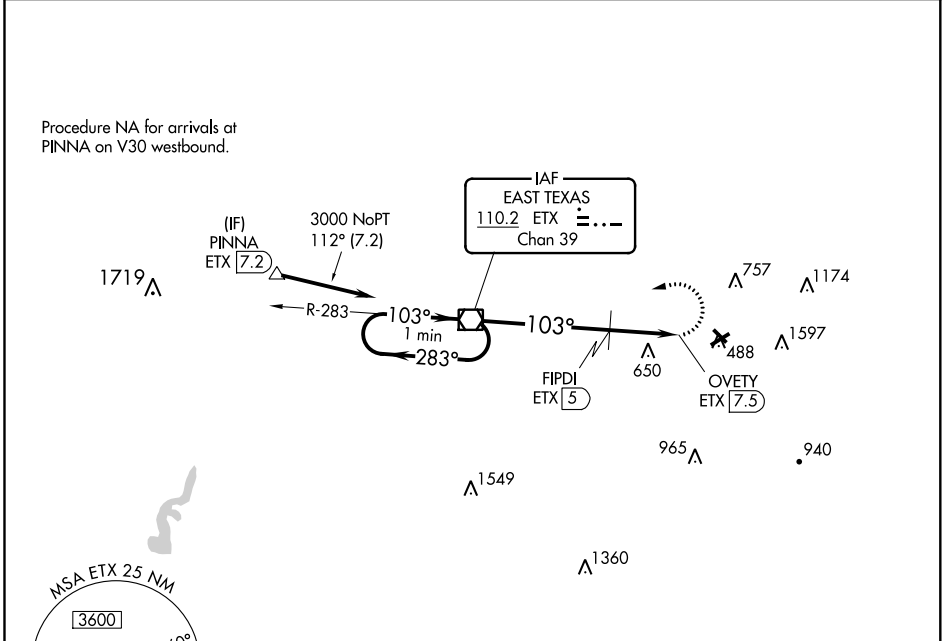 Procedure NA for arrivals at
PINNA on V30 westbound.
IAF
EAST TEXAS
110.2 ETX
Chan 39
(IF)
PINNA
ETX 7.2
3000 NoPT
112° (7.2)
1719
R-283
103°
1 min
283°
103°
757
1174
1597
488
650
FIPDI
ETX 5
OVETY
ETX 7.5
965
940
1549
1360
MSA ETX 25 NM
3600